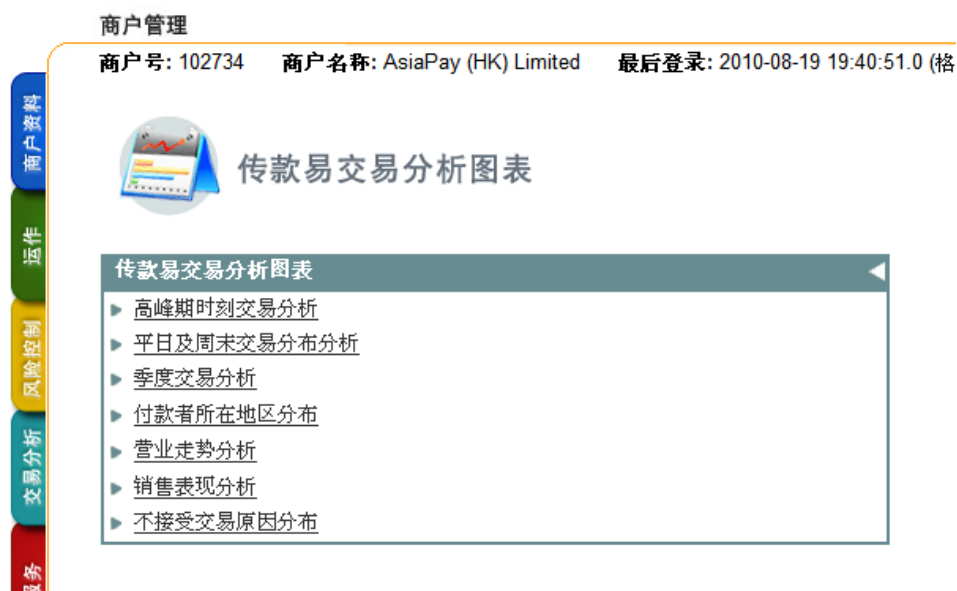 商户管理
商户号: 102734 商户名称: AsiaPay (HK) Limited 最后登录: 2010-08-19 19:40:51.0 (格
商户资料
运作
风险控制
交易分析
服务
传款易交易分析图表
传款易交易分析图表
高峰期时刻交易分析
平日及周末交易分布分析
季度交易分析
付款者所在地区分布
营业走势分析
销售表现分析
不接受交易原因分布